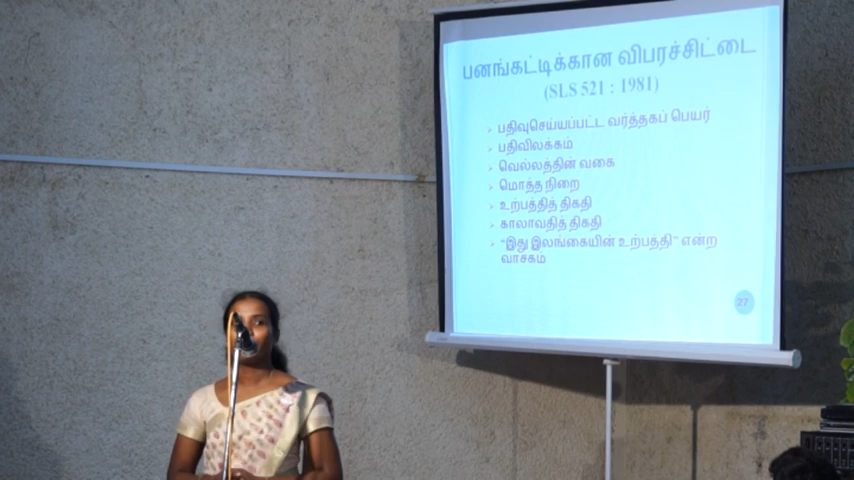 பனங்கட்டிக்கான விபரச்சிட்டை
(SLS 521 : 1981)
பதிவுசெய்யப்பட்ட வர்த்தகப் பெயர்
பதிவிலக்கம்
வெல்லத்தின் வகை
மொத்த நிறை
உற்பத்தித் திகதி
காலாவதித் திகதி
"இது இலங்கையின் உற்பத்தி" என்ற
வாசகம்
27